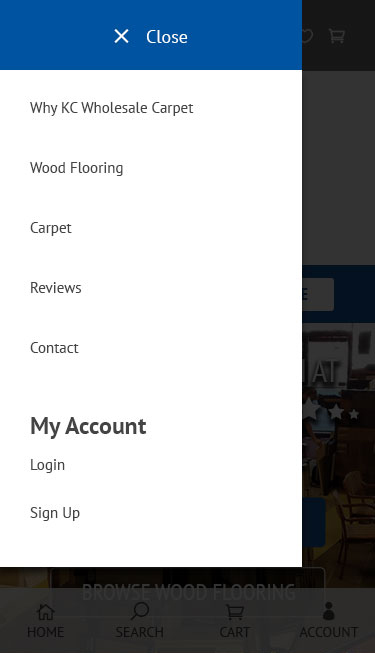 Close
Why KC Wholesale Carpet
Wood Flooring
Carpet
Reviews
Contact
My Account
Login
Sign Up
AT
BROWSE WOOD FLOORING
HOME
SEARCH
CART
ACCOUNT